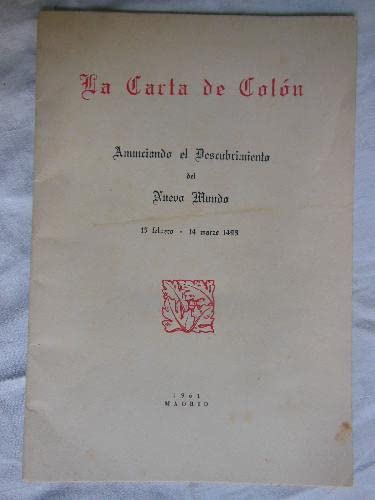 La Carta de Colón
Anunciando el Descubrimiento
del
Nuevo Mundo
15 febrero - 14 marzo 1493
1961
MADRID